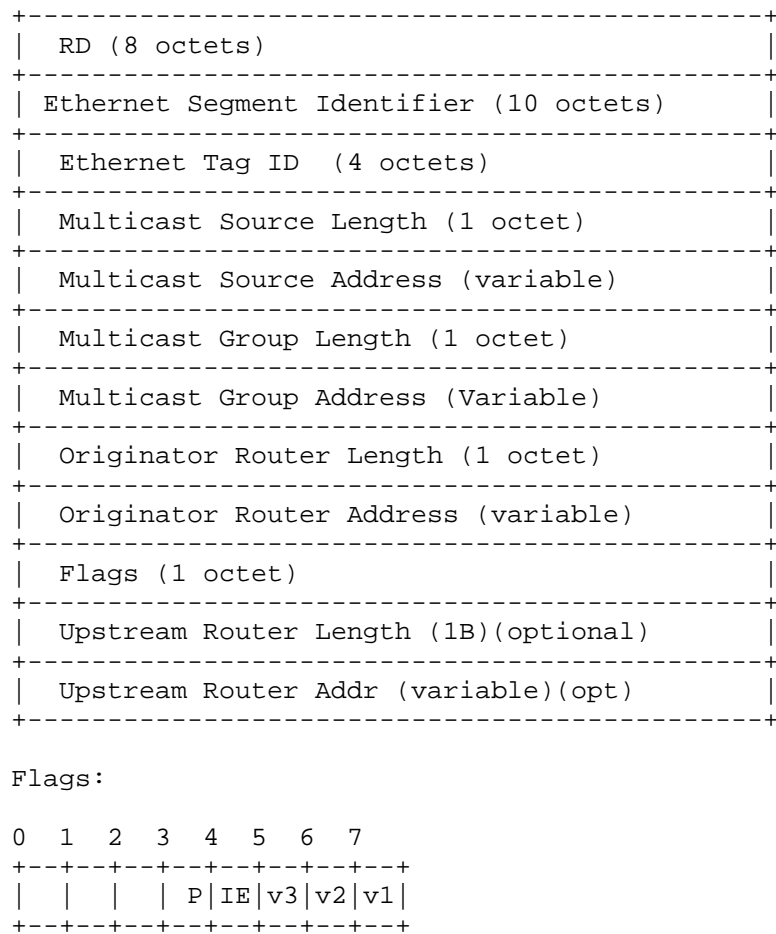 +----------------------------------------------+
|  RD (8 octets)                               |
+----------------------------------------------+
| Ethernet Segment Identifier (10 octets)      |
+----------------------------------------------+
|  Ethernet Tag ID  (4 octets)                 |
+----------------------------------------------+
|  Multicast Source Length (1 octet)           |
+----------------------------------------------+
|  Multicast Source Address (variable)         |
+----------------------------------------------+
|  Multicast Group Length (1 octet)            |
+----------------------------------------------+
|  Multicast Group Address (Variable)          |
+----------------------------------------------+
|  Originator Router Length (1 octet)          |
+----------------------------------------------+
|  Originator Router Address (variable)        |
+----------------------------------------------+
|  Flags (1 octet)                             |
+----------------------------------------------+
|  Upstream Router Length (1B)(optional)       |
+----------------------------------------------+
|  Upstream Router Addr (variable)(opt)        |
+----------------------------------------------+
Flags:
0  1  2  3  4  5  6  7
+--+--+--+--+--+--+--+--+
|  |  |  | P|IE|v3|v2|v1|
+--+--+--+--+--+--+--+--+